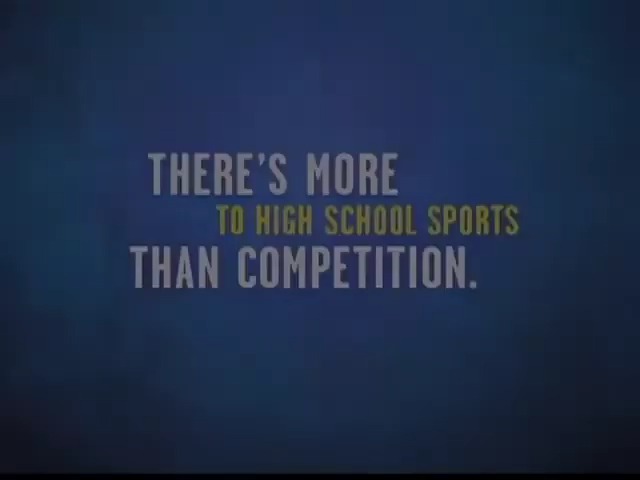 THERE'S MORE
TO HIGH SCHOOL SPORTS
THAN COMPETITION.